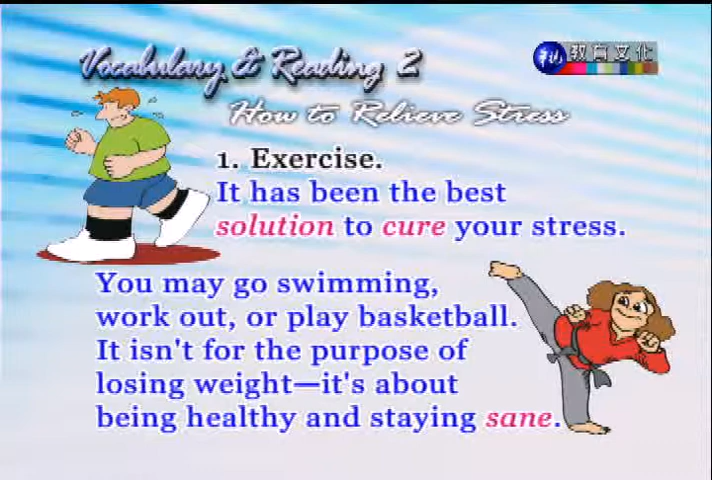 Vocabulary & Reading 2
教育文化
How to Relieve Stress
1. Exercise.
It has been the best
solution to cure your stress.
You may go swimming,
work out, or play basketball.
It isn't for the purpose of
losing weight—it's about
being healthy and staying sane.